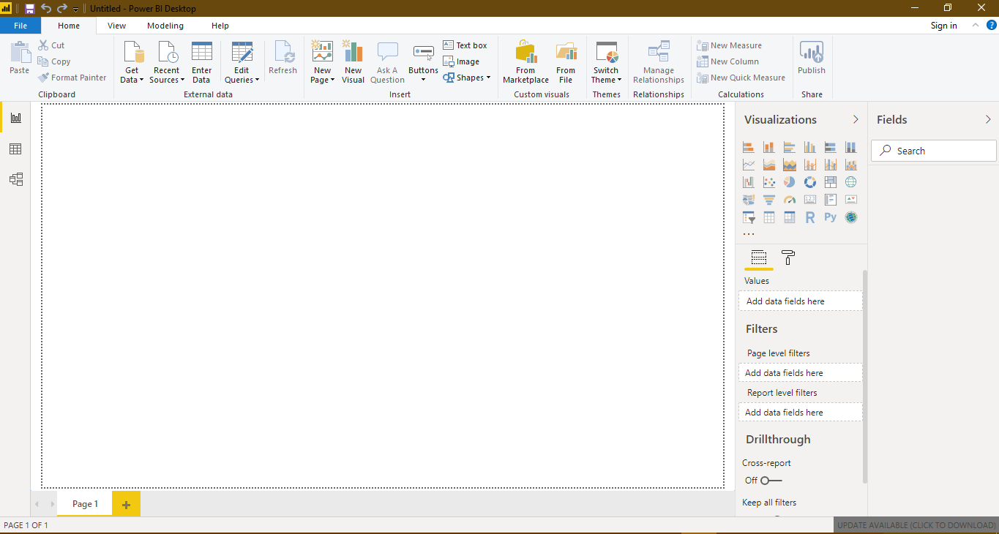 Untitled - Power BI Desktop
File Home View Modeling Help Sign in ?
Paste
Cut
Copy
Format Painter
Clipboard
Get Data
Recent Sources
Enter Data
Edit Queries
Refresh
External data
New Page
New Visual
Ask A Question
Buttons
Text box
Image
Shapes
Insert
From Marketplace
From File
Custom visuals
Switch Theme
Themes
Manage Relationships
Relationships
New Measure
New Column
New Quick Measure
Calculations
Publish
Share
Visualizations
123
R Py
...
Values
Add data fields here
Filters
Page level filters
Add data fields here
Report level filters
Add data fields here
Drillthrough
Cross-report
Off
Keep all filters
Fields
Search
Page 1
+
PAGE 1 OF 1
UPDATE AVAILABLE (CLICK TO DOWNLOAD)